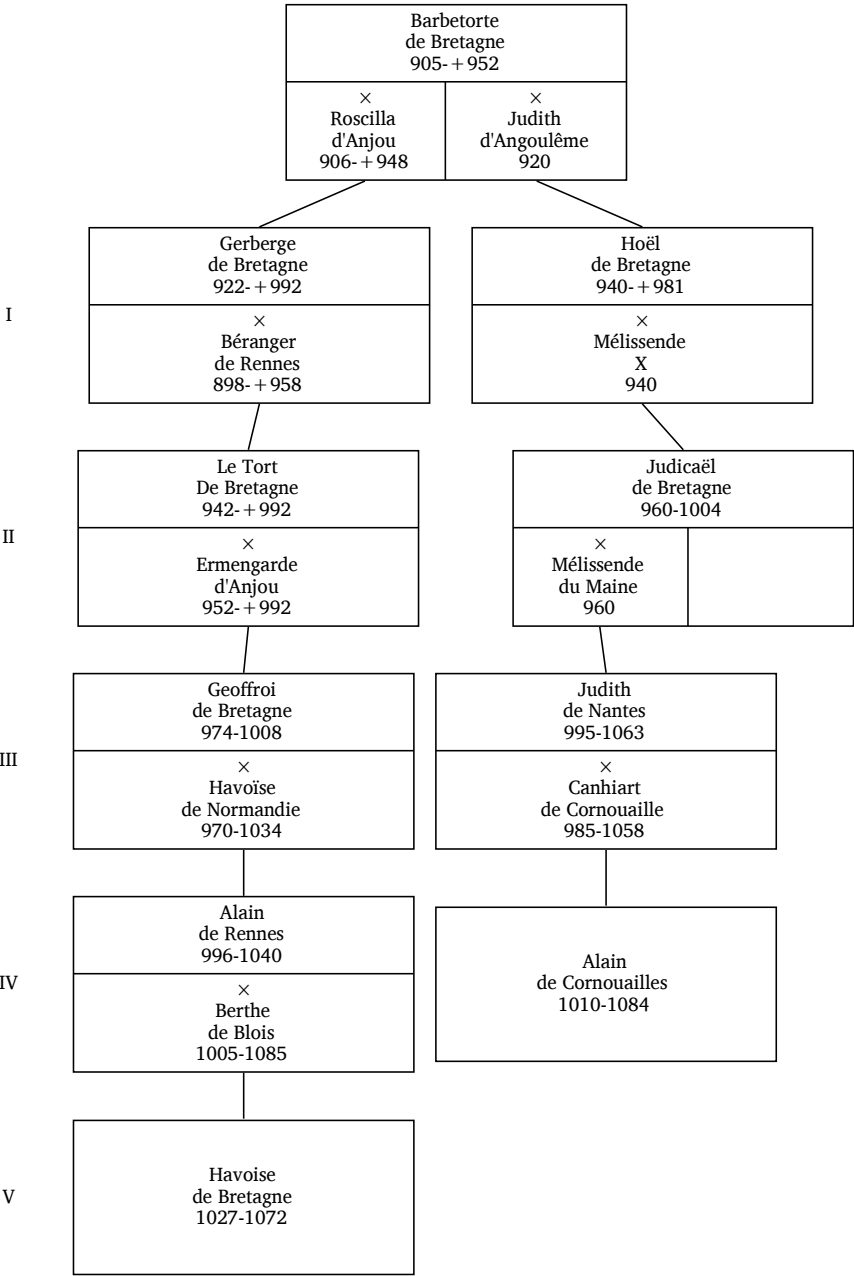 Barbetorte
de Bretagne
905-+952
×
Roscilla
d'Anjou
906-+948
×
Judith
d'Angoulême
920
I
Gerberge
de Bretagne
922-+992
×
Béranger
de Rennes
898-+958
Hoël
de Bretagne
940-+981
×
Mélissende
X
940
II
Le Tort
De Bretagne
942-+992
×
Ermengarde
d'Anjou
952-+992
Judicaël
de Bretagne
960-1004
×
Mélissende
du Maine
960
III
Geoffroi
de Bretagne
974-1008
×
Havoïse
de Normandie
970-1034
Judith
de Nantes
995-1063
×
Canhiart
de Cornouaille
985-1058
IV
Alain
de Rennes
996-1040
×
Berthe
de Blois
1005-1085
Alain
de Cornouailles
1010-1084
V
Havoise
de Bretagne
1027-1072